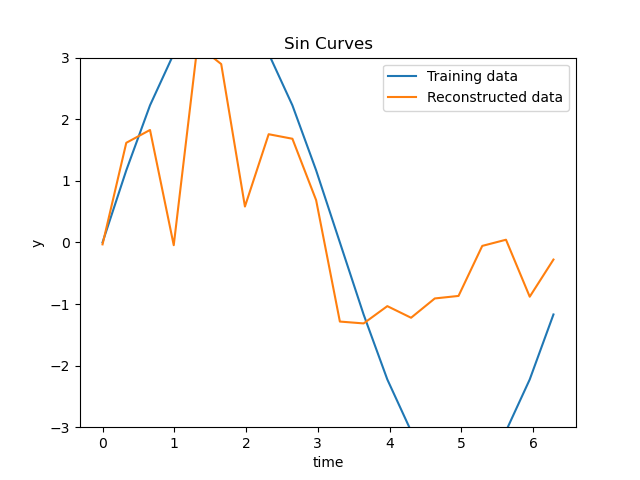 Sin Curves
Training data
Reconstructed data
3
2
1
0
−1
−2
−3
y
0 1 2 3 4 5 6
time